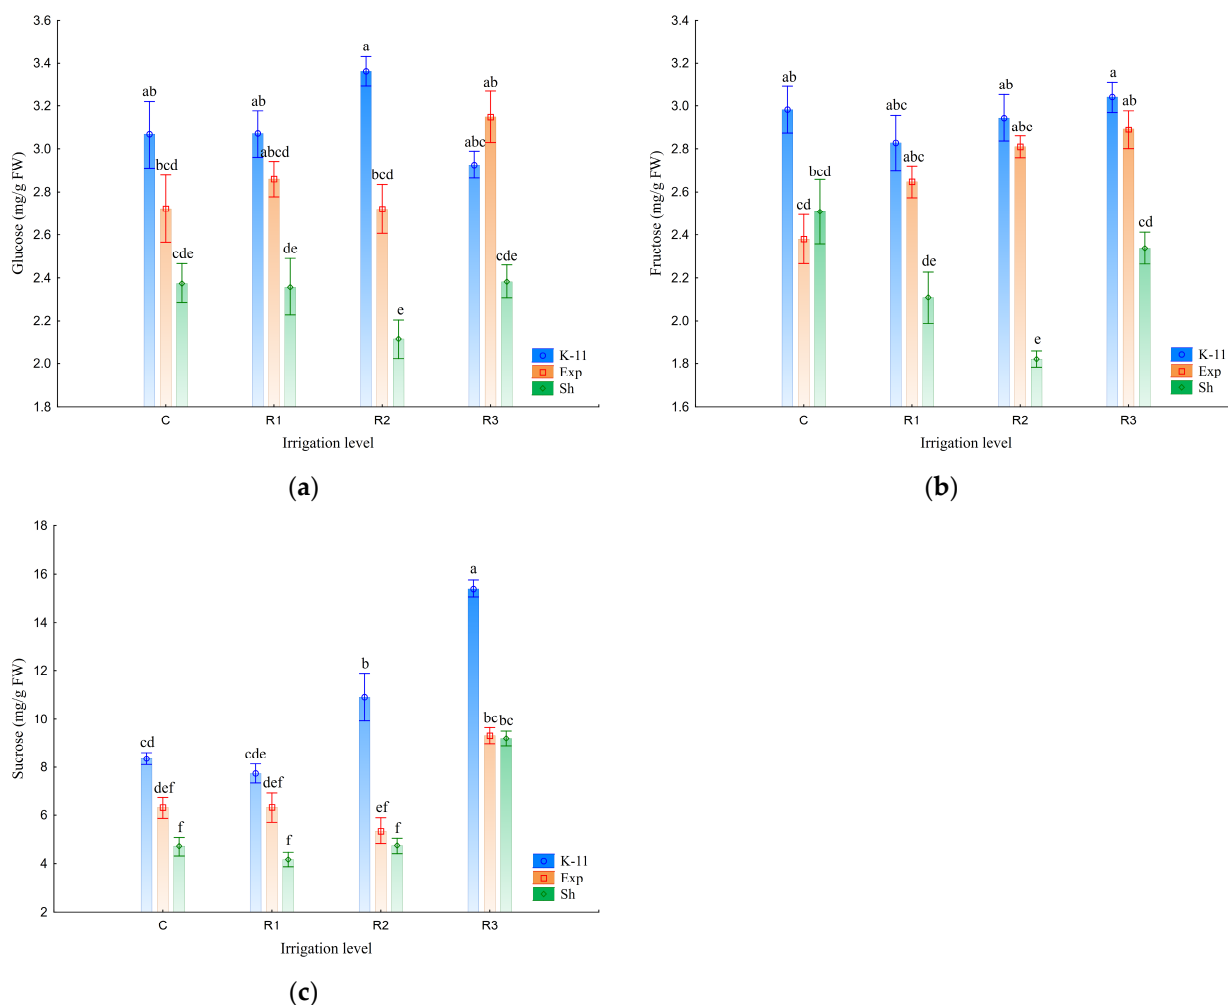 3.6
3.4
3.2
3.0
2.8
2.6
2.4
2.2
2.0
1.8
Glucose (mg/g FW)
ab
bcd
cde
ab
abcd
de
a
bcd
e
abc
ab
cde
K-11
Exp
Sh
C R1 R2 R3
Irrigation level
(a)
3.4
3.2
3.0
2.8
2.6
2.4
2.2
2.0
1.8
1.6
Fructose (mg/g FW)
ab
cd
bcd
abc
abc
de
ab
abc
e
a
ab
cd
K-11
Exp
Sh
C R1 R2 R3
Irrigation level
(b)
18
16
14
12
10
8
6
4
2
Sucrose (mg/g FW)
cd
def
f
cde
def
f
b
ef
f
a
bc
bc
K-11
Exp
Sh
C R1 R2 R3
Irrigation level
(c)